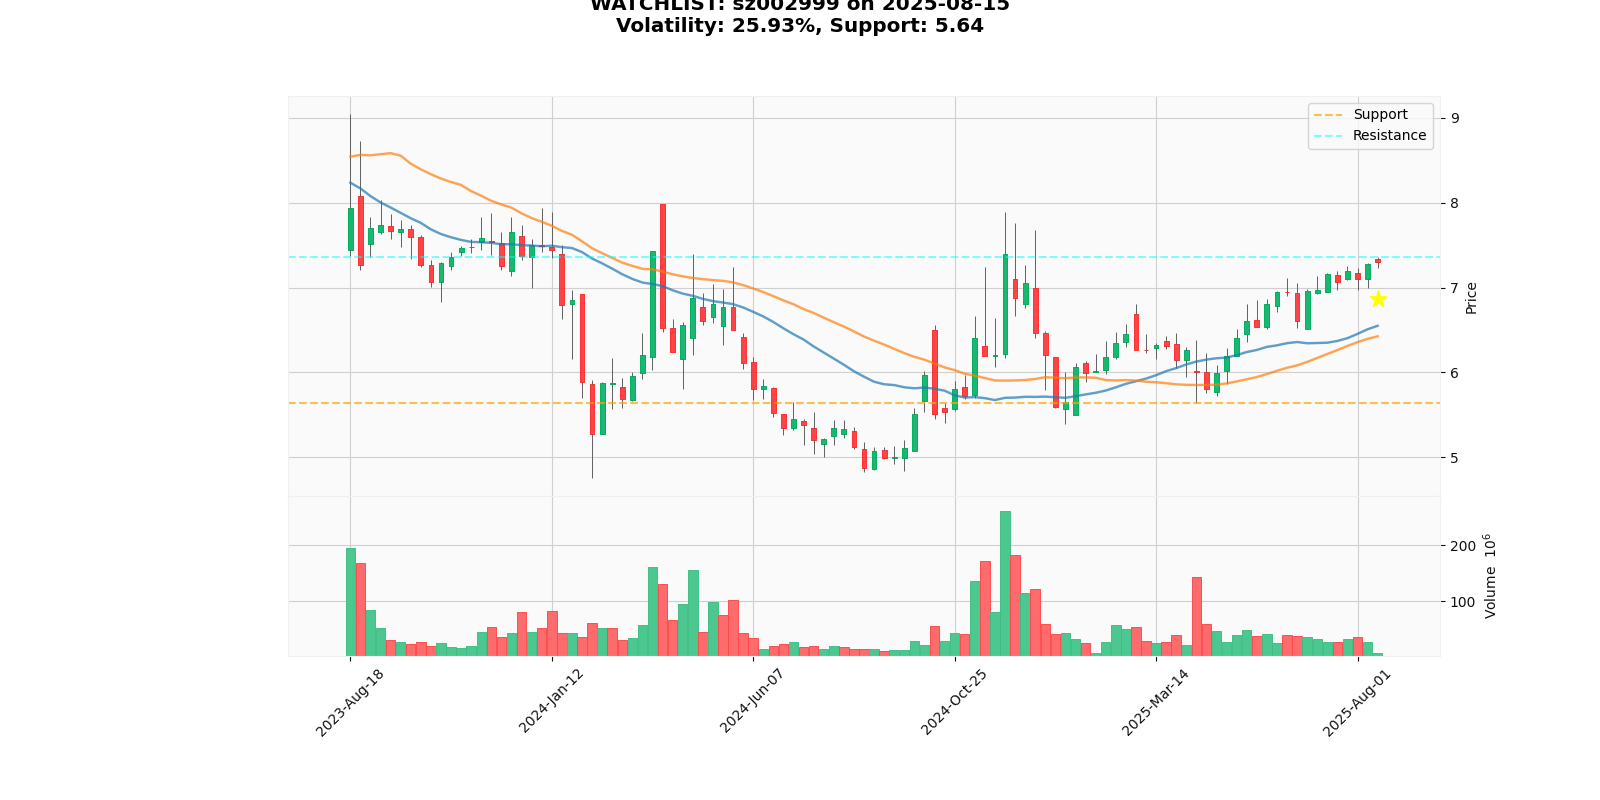 WATCHLIST: sz002999 on 2025-08-15
Volatility: 25.93%, Support: 5.64
Support
Resistance
9
8
7
6
5
Price
200
100
Volume 10^6
2023-Aug-18
2024-Jan-12
2024-Jun-07
2024-Oct-25
2025-Mar-14
2025-Aug-01